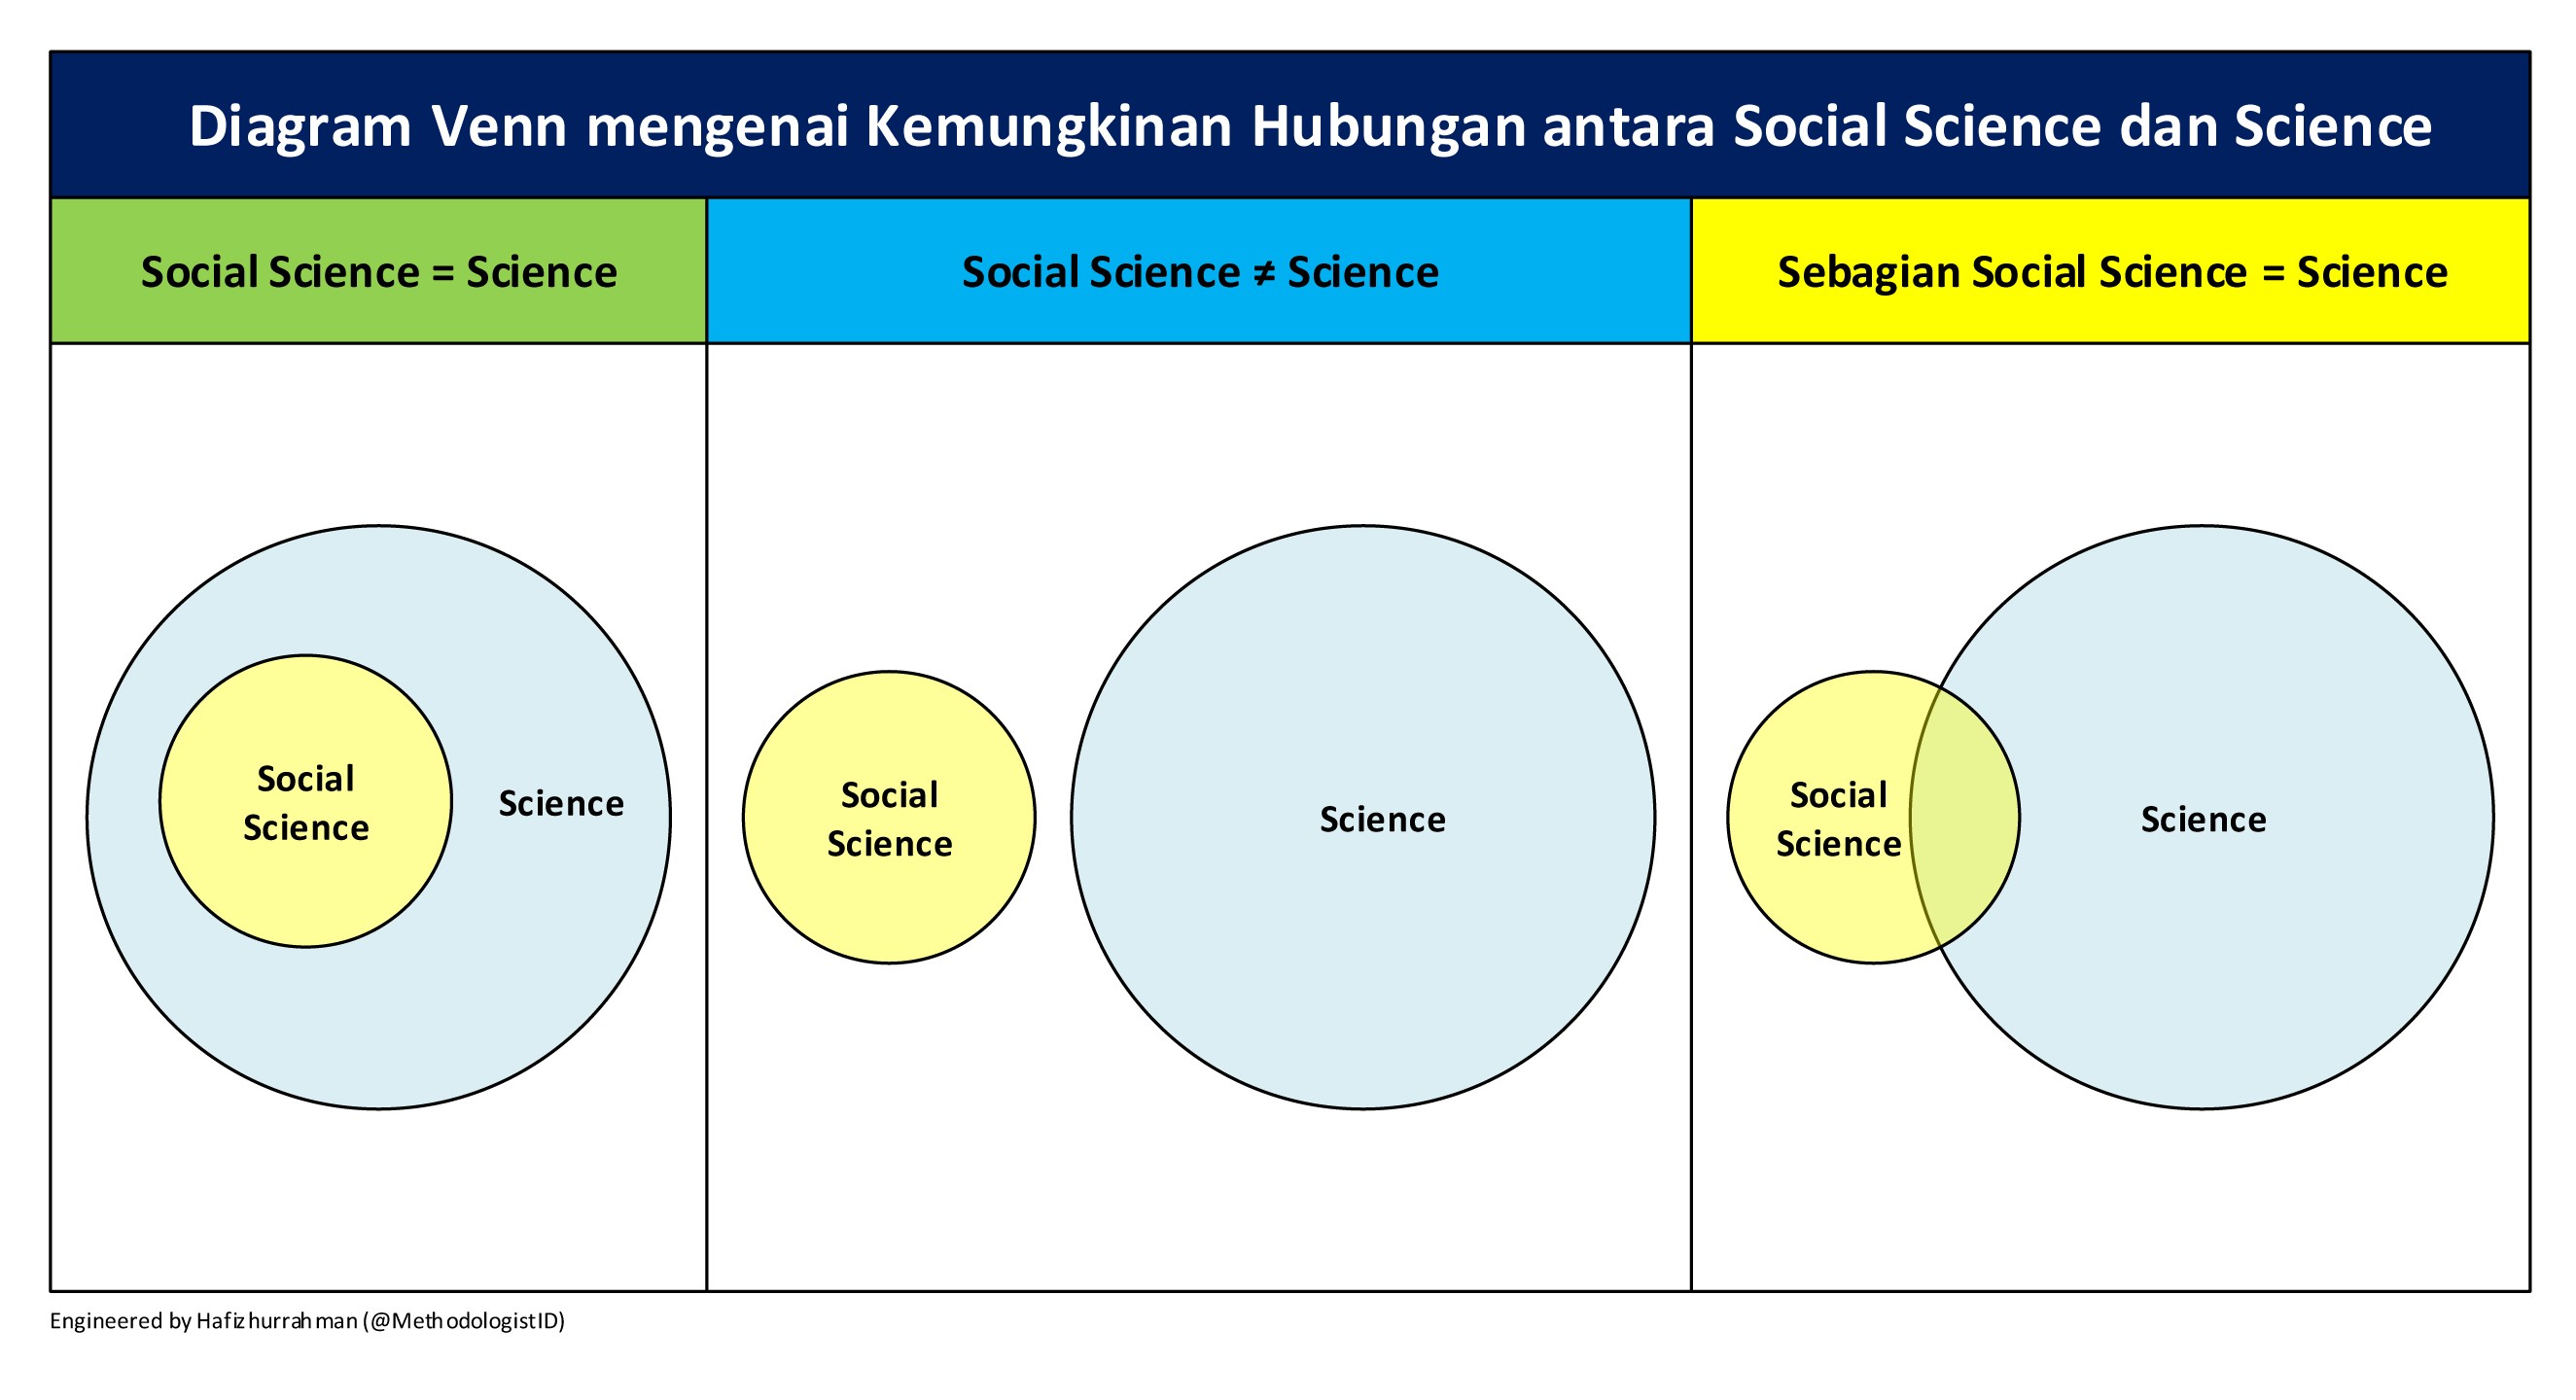 Diagram Venn mengenai Kemungkinan Hubungan antara Social Science dan Science
Social Science = Science
Social Science ≠ Science
Sebagian Social Science = Science
Social
Science
Science
Social
Science
Science
Social
Science
Science
Engineered by Hafizhurrahman (@MethodologistID)